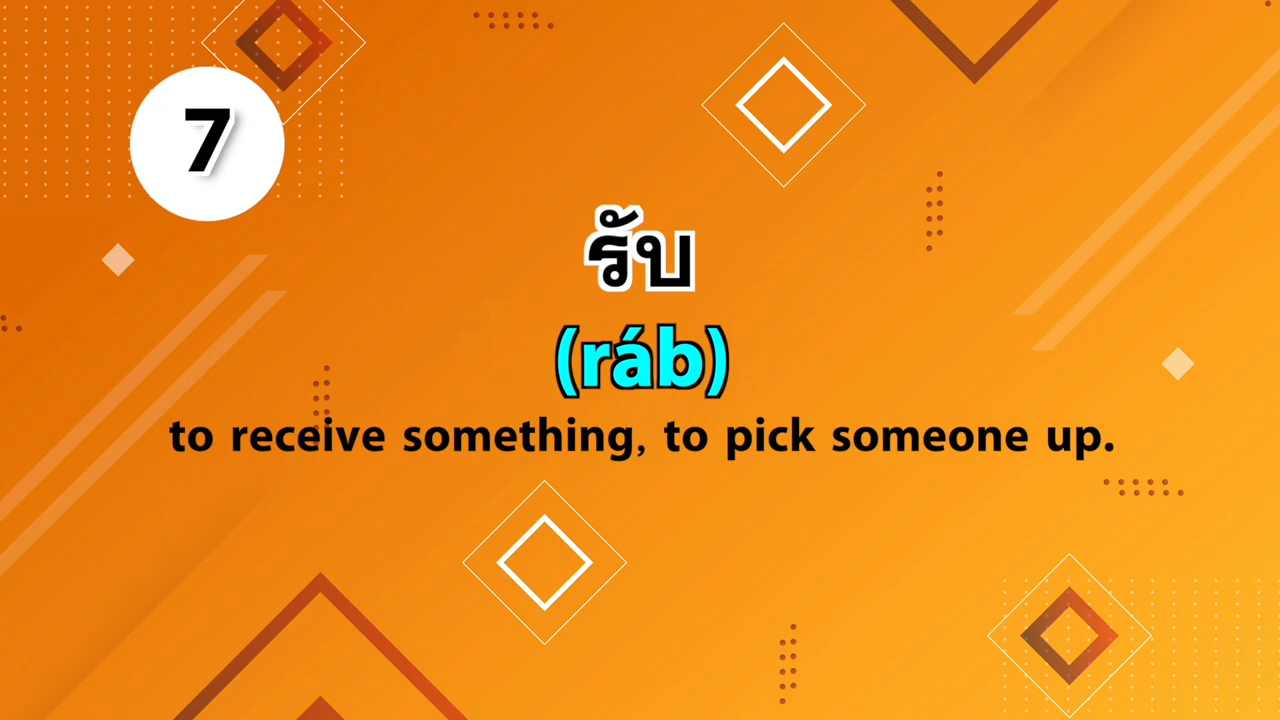 7
รับ
(ráb)
to receive something, to pick someone up.